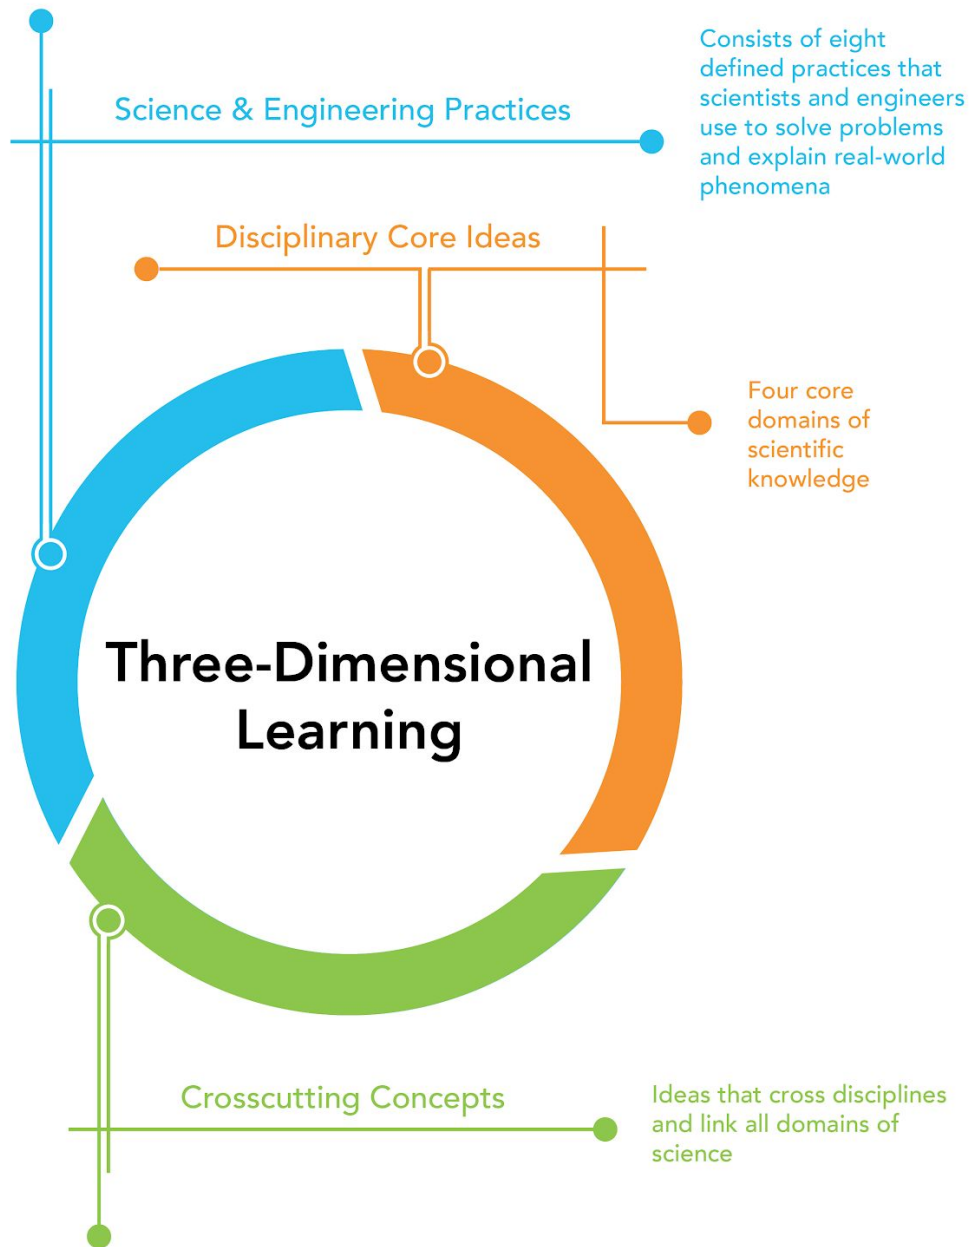 Science & Engineering Practices
Consists of eight
defined practices that
scientists and engineers
use to solve problems
and explain real-world
phenomena
Disciplinary Core Ideas
Four core
domains of
scientific
knowledge
Three-Dimensional
Learning
Crosscutting Concepts
Ideas that cross disciplines
and link all domains of
science